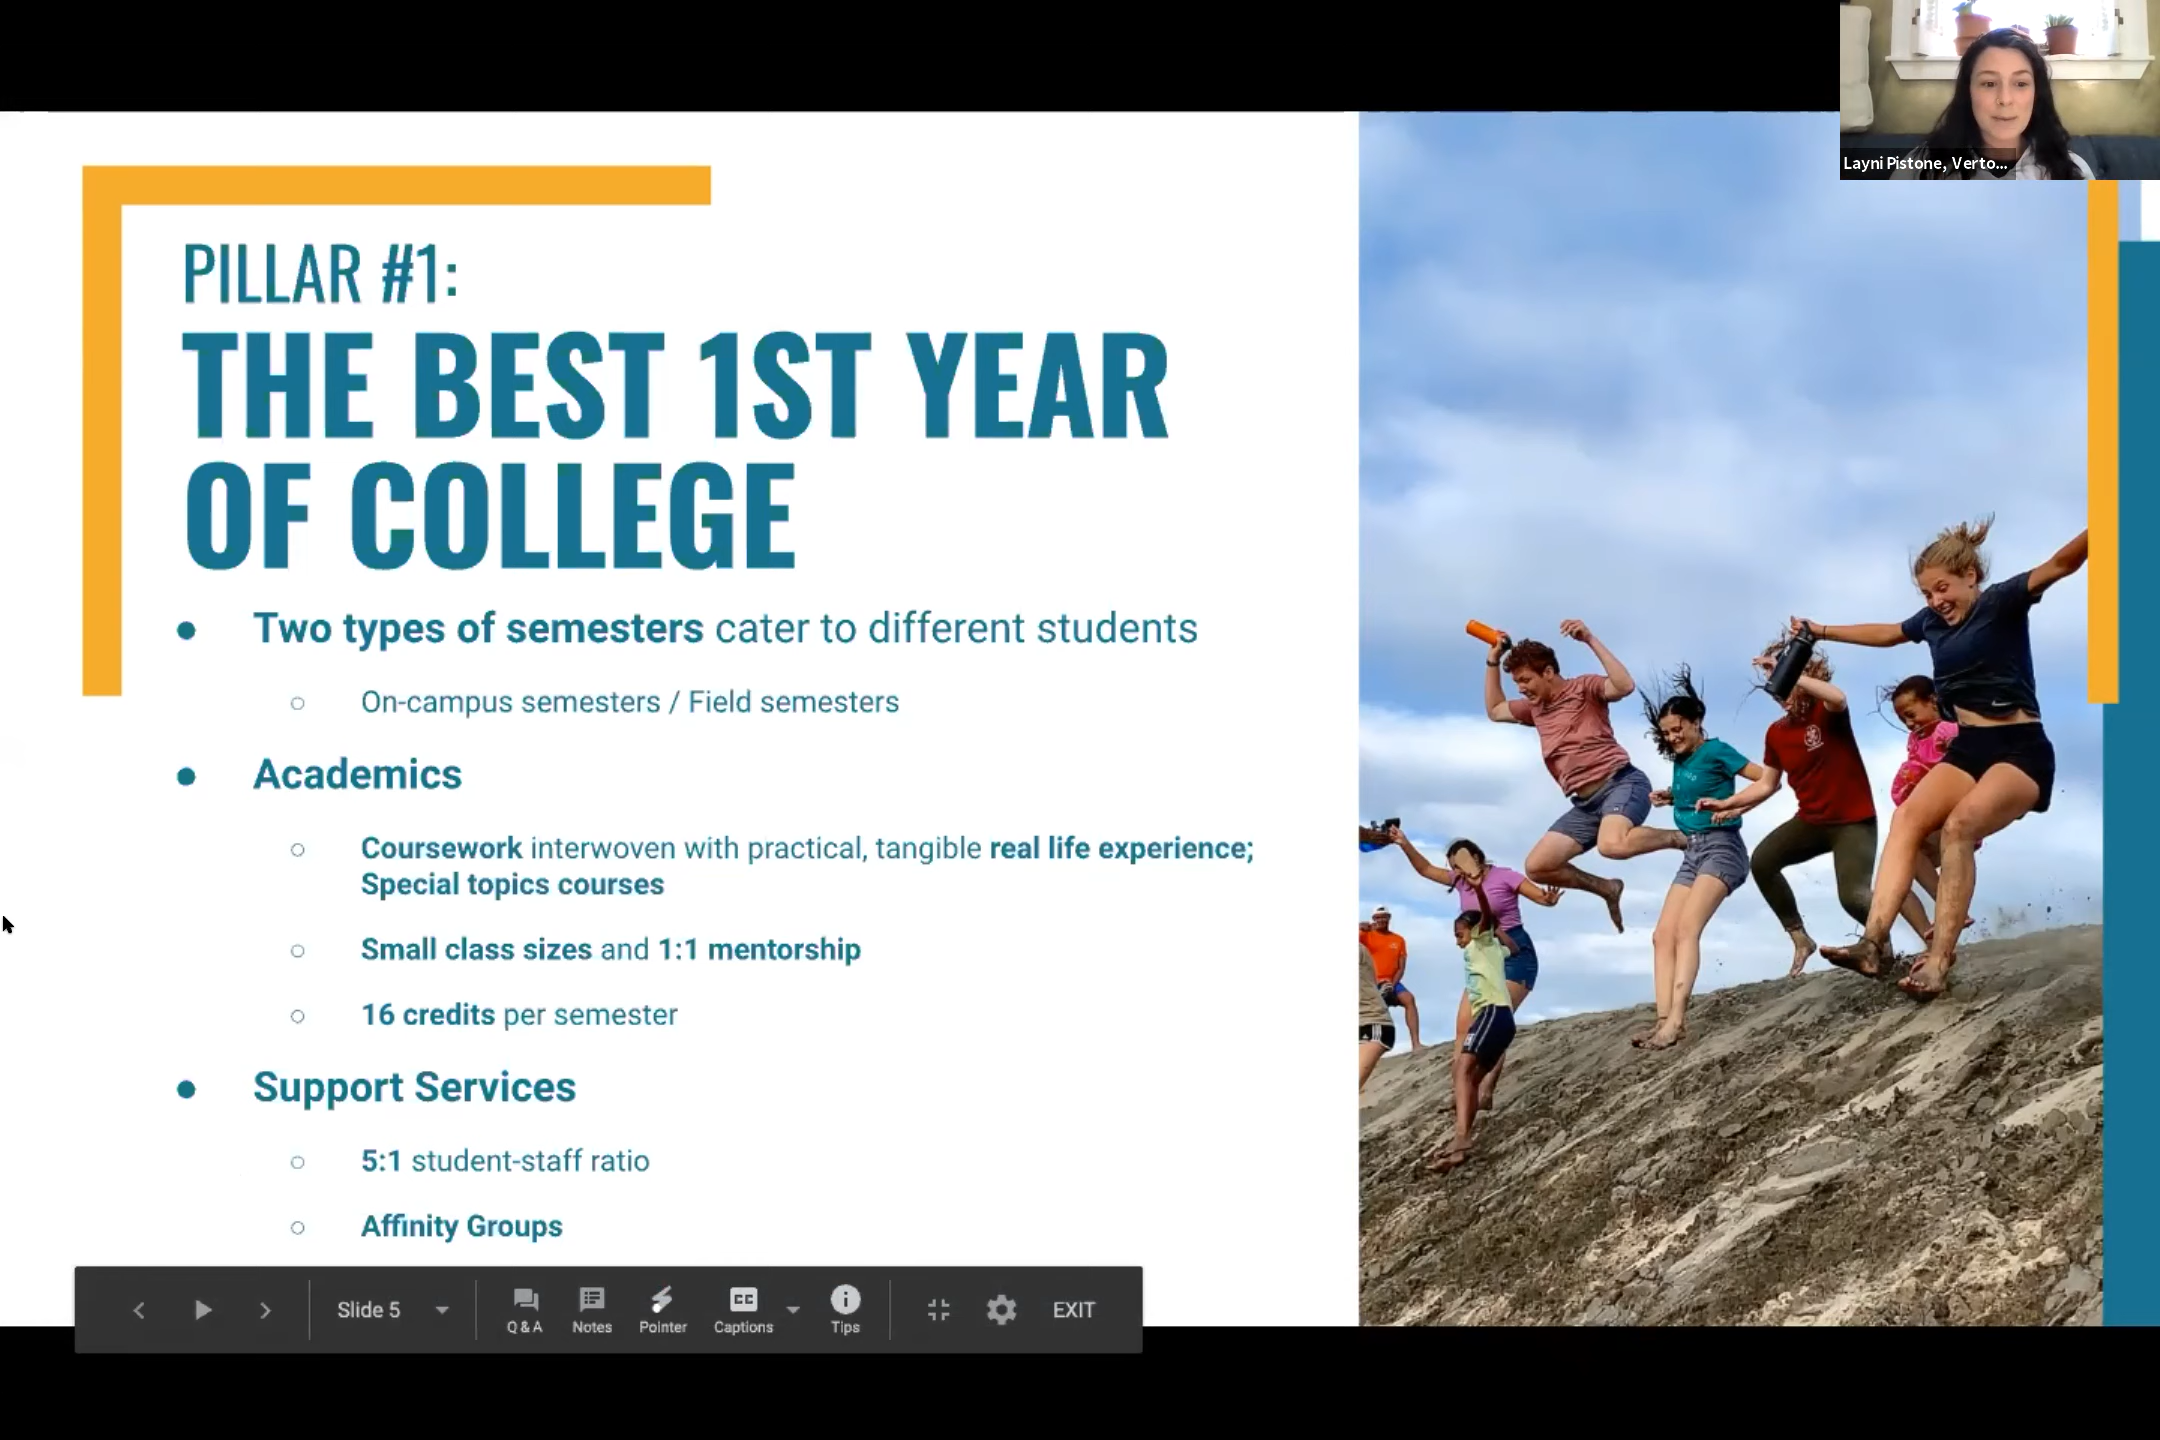 Layni Pistone, Verto...
PILLAR #1:
THE BEST 1ST YEAR
OF COLLEGE
● Two types of semesters cater to different students
○ On-campus semesters / Field semesters
● Academics
○ Coursework interwoven with practical, tangible real life experience;
Special topics courses
○ Small class sizes and 1:1 mentorship
○ 16 credits per semester
● Support Services
○ 5:1 student-staff ratio
○ Affinity Groups
Slide 5
Q & A
Notes
Pointer
CC
Captions
Tips
EXIT